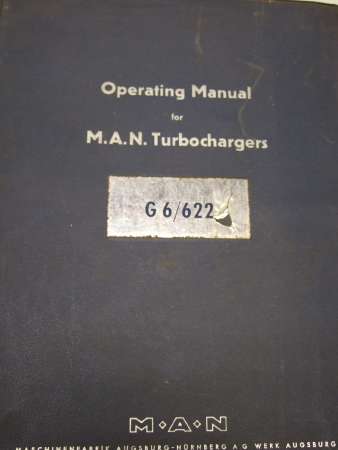 Operating Manual
for
M.A.N. Turbochargers
G 6/622
M·A·N
MASCHINENFABRIK AUGSBURG-NÜRNBERG A G WERK AUGSBURG